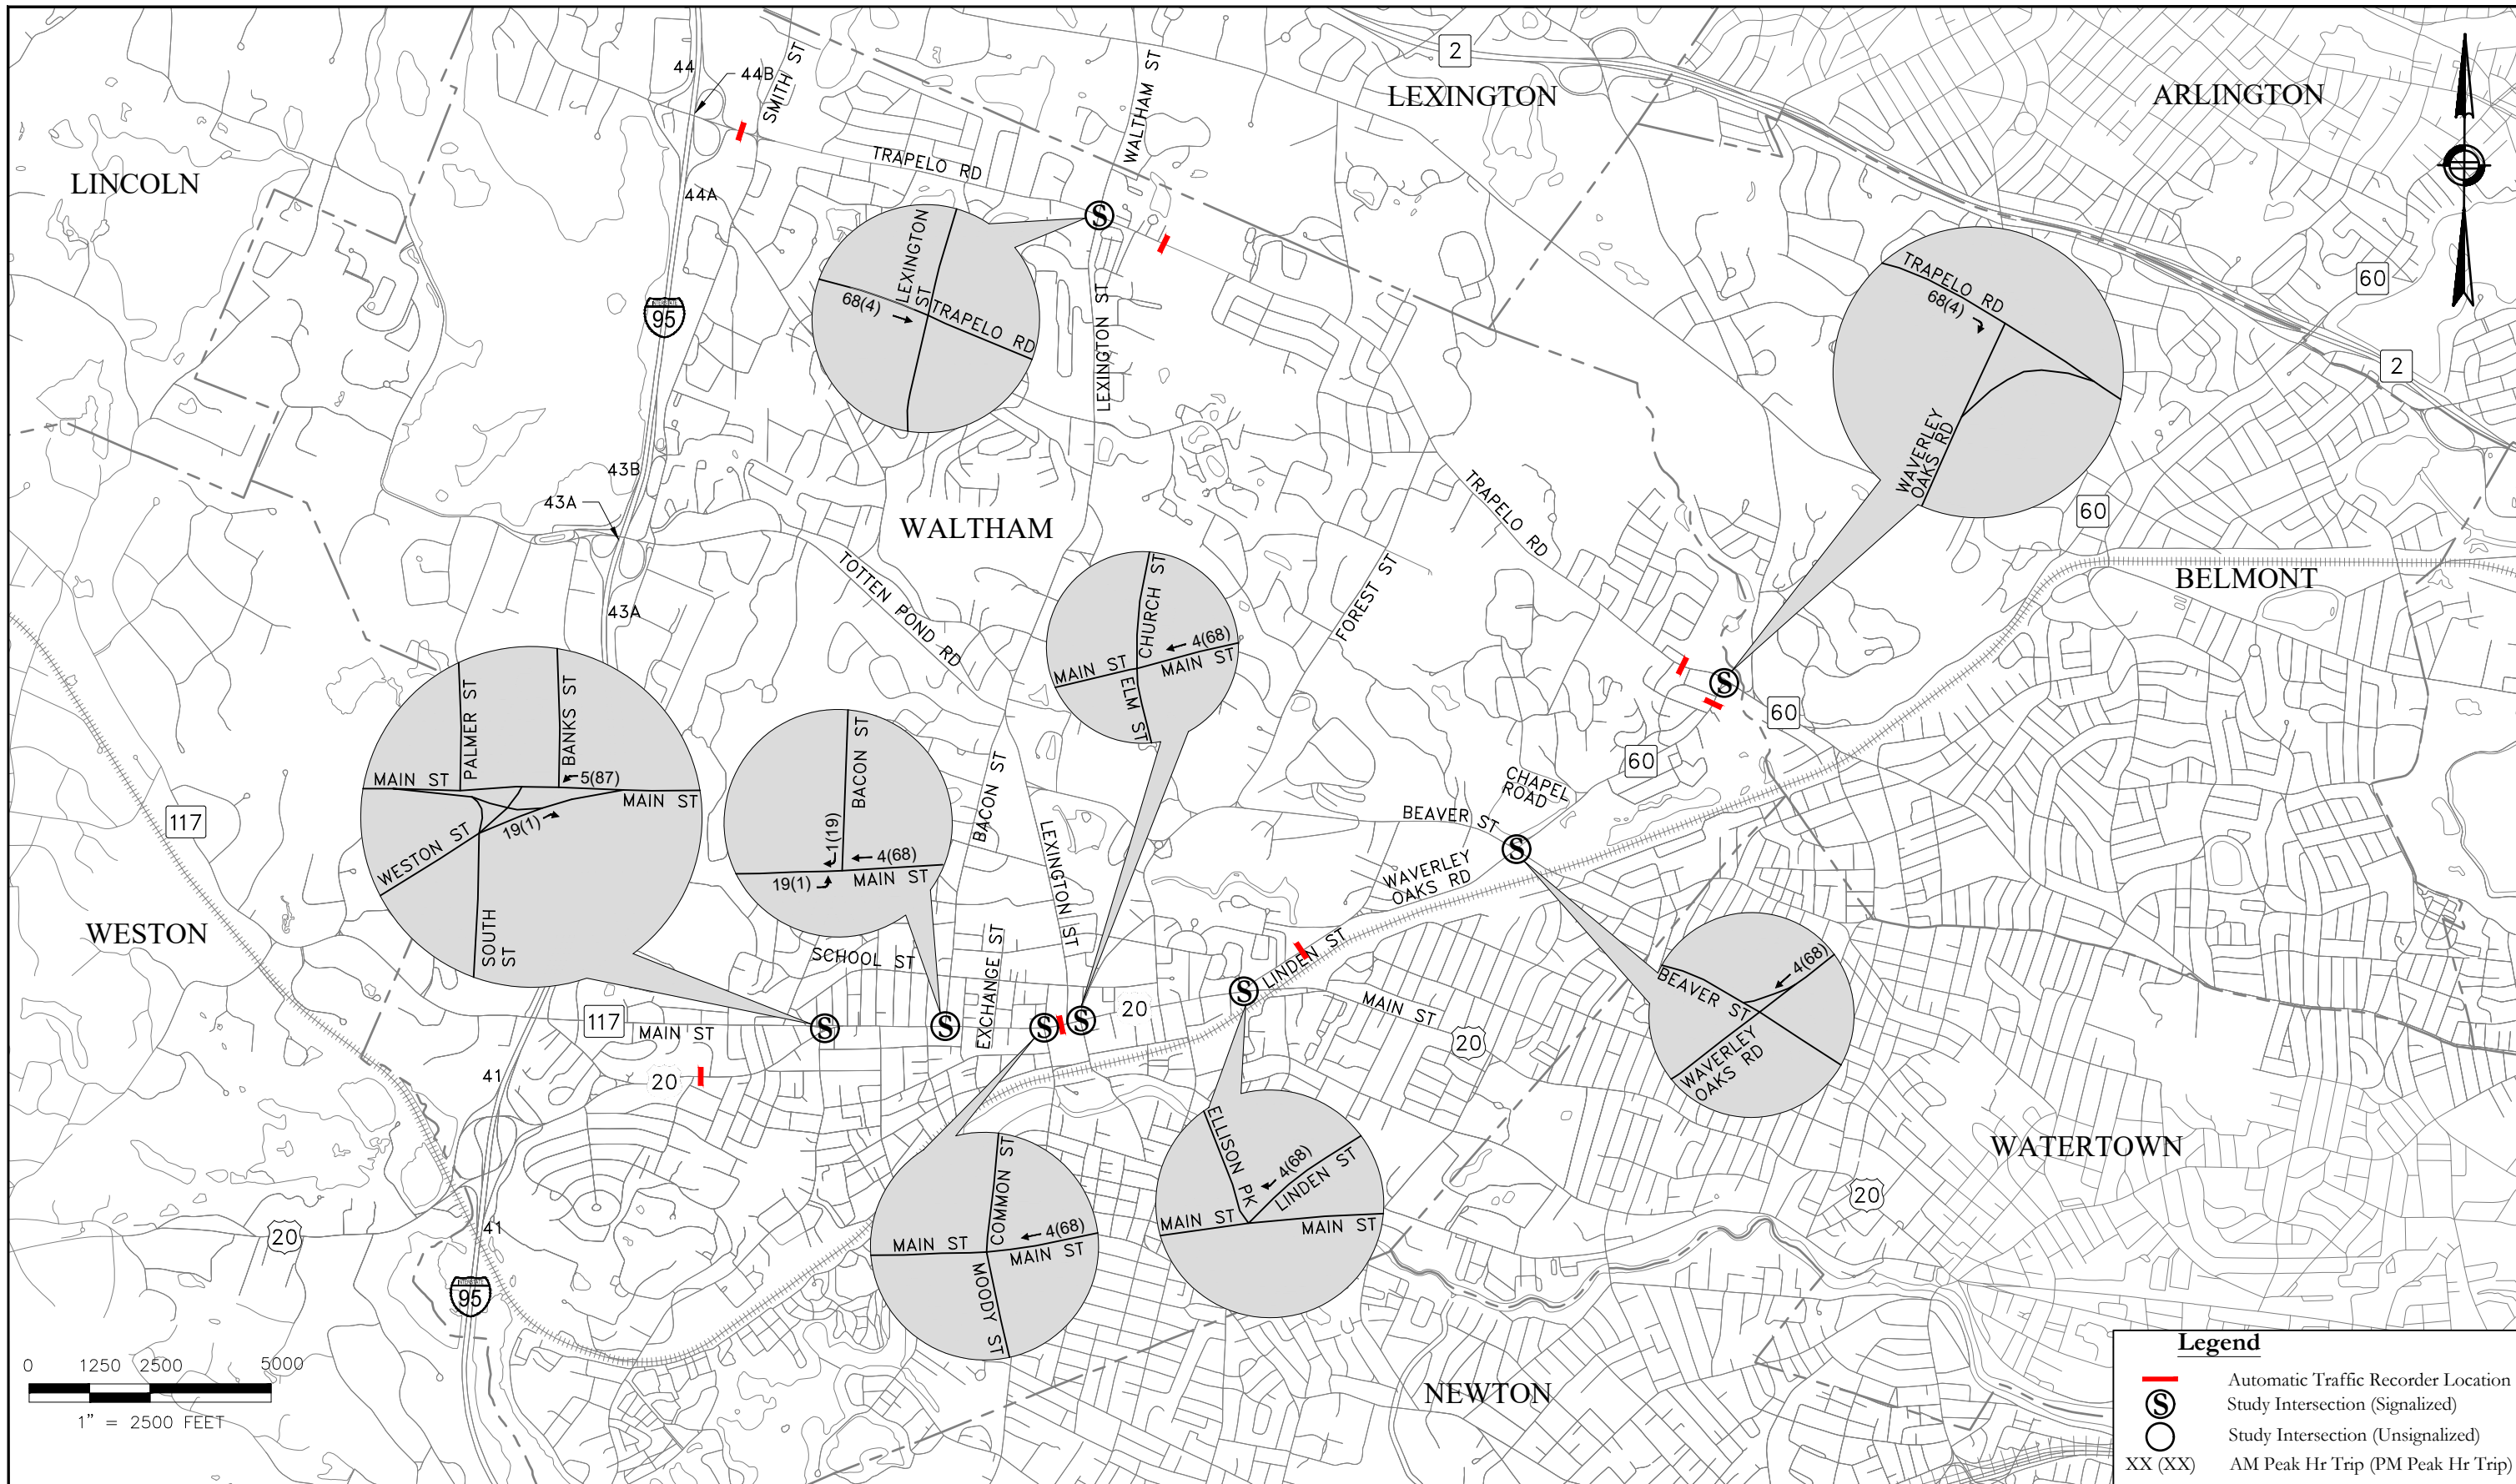 2
LEXINGTON
ARLINGTON
44
44B
SMITH ST
WALTHAM ST
LINCOLN
TRAPELO RD
44A
LEXINGTON
ST
TRAPELO RD
68(4)
LEXINGTON ST
95
TRAPELO RD
68(4)
WAVERLEY
OAKS RD
60
2
60
43B
43A
WALTHAM
TRAPELO RD
TOTTEN POND RD
43A
FOREST ST
BELMONT
CHURCH ST
4(68)
MAIN ST
MAIN ST
ELM ST
PALMER ST
BANKS ST
MAIN ST
5(87)
MAIN ST
WESTON ST
19(1)
SOUTH
ST
BACON ST
1(19)
4(68)
19(1)
MAIN ST
BACON ST
LEXINGTON ST
60
60
CHAPEL
ROAD
BEAVER ST
WAVERLEY
OAKS RD
117
WESTON
SCHOOL ST
EXCHANGE ST
LINDEN ST
MAIN ST
20
20
117
MAIN ST
20
41
BEAVER ST
4(68)
WAVERLEY
OAKS RD
WATERTOWN
20
COMMON ST
4(68)
MAIN ST
MAIN ST
MOODY ST
ELLISON PK
4(68)
LINDEN ST
MAIN ST
MAIN ST
20
41
95
NEWTON
0 1250 2500 5000
1" = 2500 FEET
Legend
Automatic Traffic Recorder Location
S Study Intersection (Signalized)
Study Intersection (Unsignalized)
XX (XX) AM Peak Hr Trip (PM Peak Hr Trip)
S
S
S
S
S
S
S
S